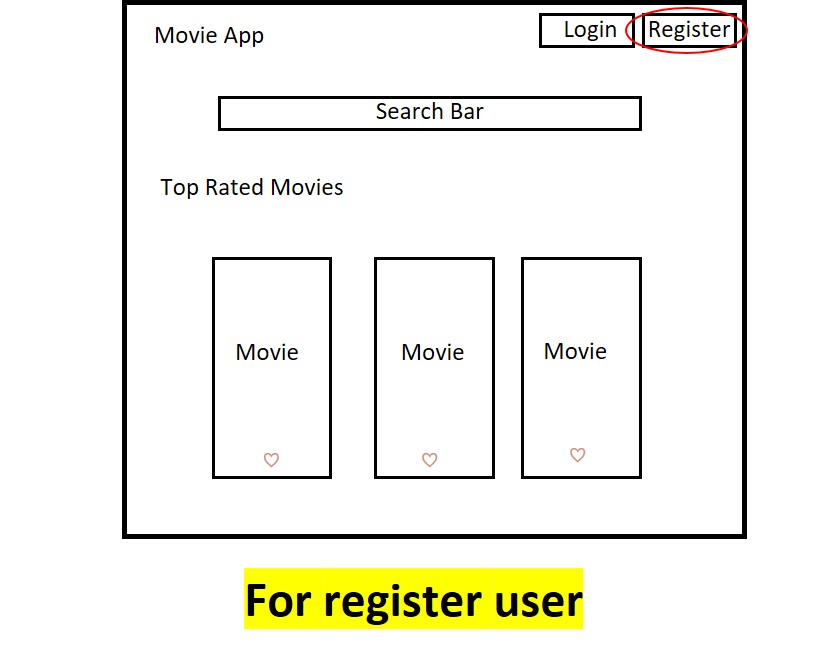 Movie App
Login
Register
Search Bar
Top Rated Movies
Movie
Movie
Movie
For register user